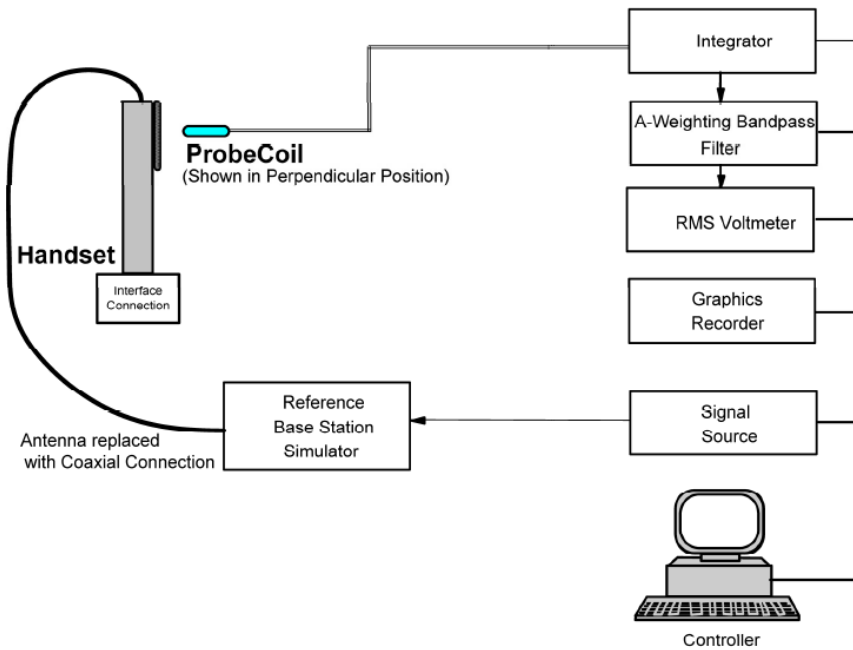 Integrator
A-Weighting Bandpass
Filter
RMS Voltmeter
Graphics
Recorder
Signal
Source
Controller
ProbeCoil
(Shown in Perpendicular Position)
Handset
Interface
Connection
Reference
Base Station
Simulator
Antenna replaced
with Coaxial Connection